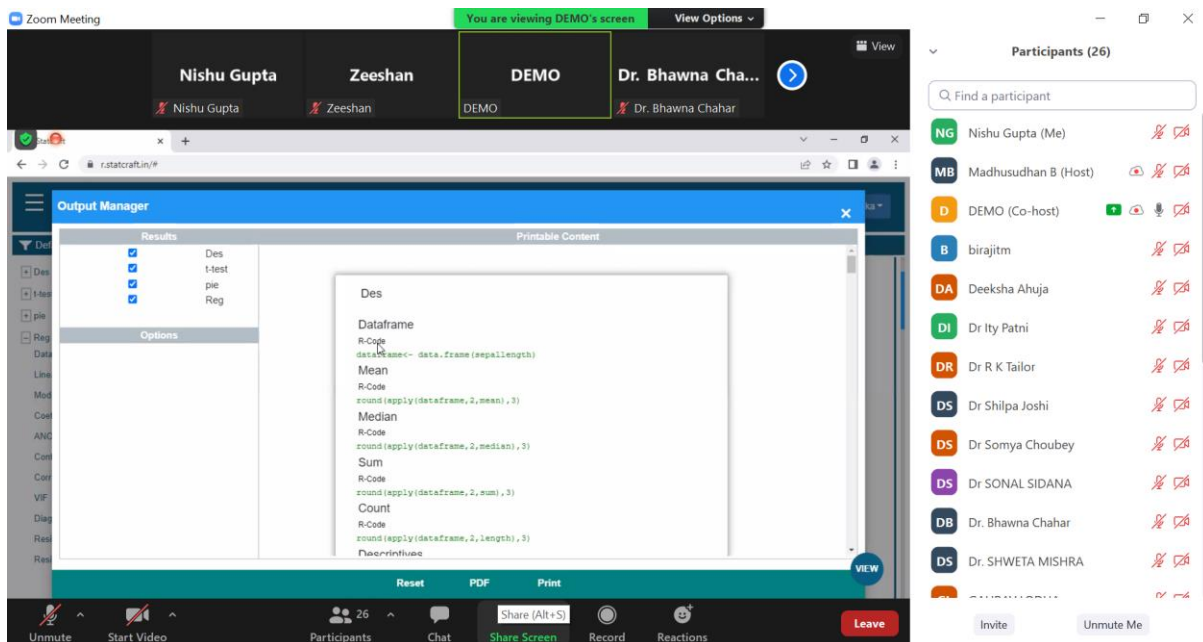 Zoom Meeting
You are viewing DEMO's screen
View Options
View
Nishu Gupta
Zeeshan
DEMO
Dr. Bhawna Cha...
Nishu Gupta
Zeeshan
DEMO
Dr. Bhawna Chahar
r.statcraft.in/#
Output Manager
Results
Des
t-test
pie
Reg
Options
Printable Content
Des
Dataframe
R-Code
dataframe<- data.frame(sepallength)
Mean
R-Code
round(apply(dataframe,2,mean),3)
Median
R-Code
round(apply(dataframe,2,median),3)
Sum
R-Code
round(apply(dataframe,2,sum),3)
Count
R-Code
round(apply(dataframe,2,length),3)
Descriptives
Reset PDF Print
VIEW
Des
pie
Reg
VIF
Unmute
Start Video
26
Participants
Chat
Share (Alt+S)
Share Screen
Record
Reactions
Leave
Participants (26)
Find a participant
NG Nishu Gupta (Me)
MB Madhusudhan B (Host)
D DEMO (Co-host)
B birajitm
DA Deeksha Ahuja
DI Dr Ity Patni
DR Dr R K Tailor
DS Dr Shilpa Joshi
DS Dr Somya Choubey
DS Dr SONAL SIDANA
DB Dr. Bhawna Chahar
DS Dr. SHWETA MISHRA
Invite
Unmute Me